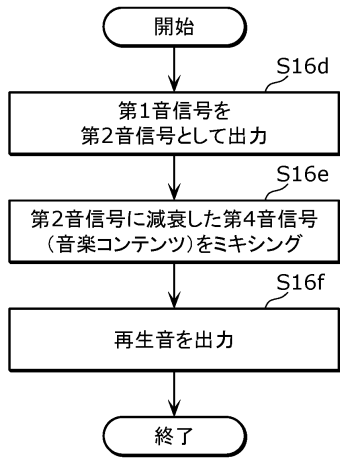 開始
S16d
第1音信号を
第2音信号として出力
S16e
第2音信号に減衰した第4音信号
（音楽コンテンツ）をミキシング
S16f
再生音を出力
終了